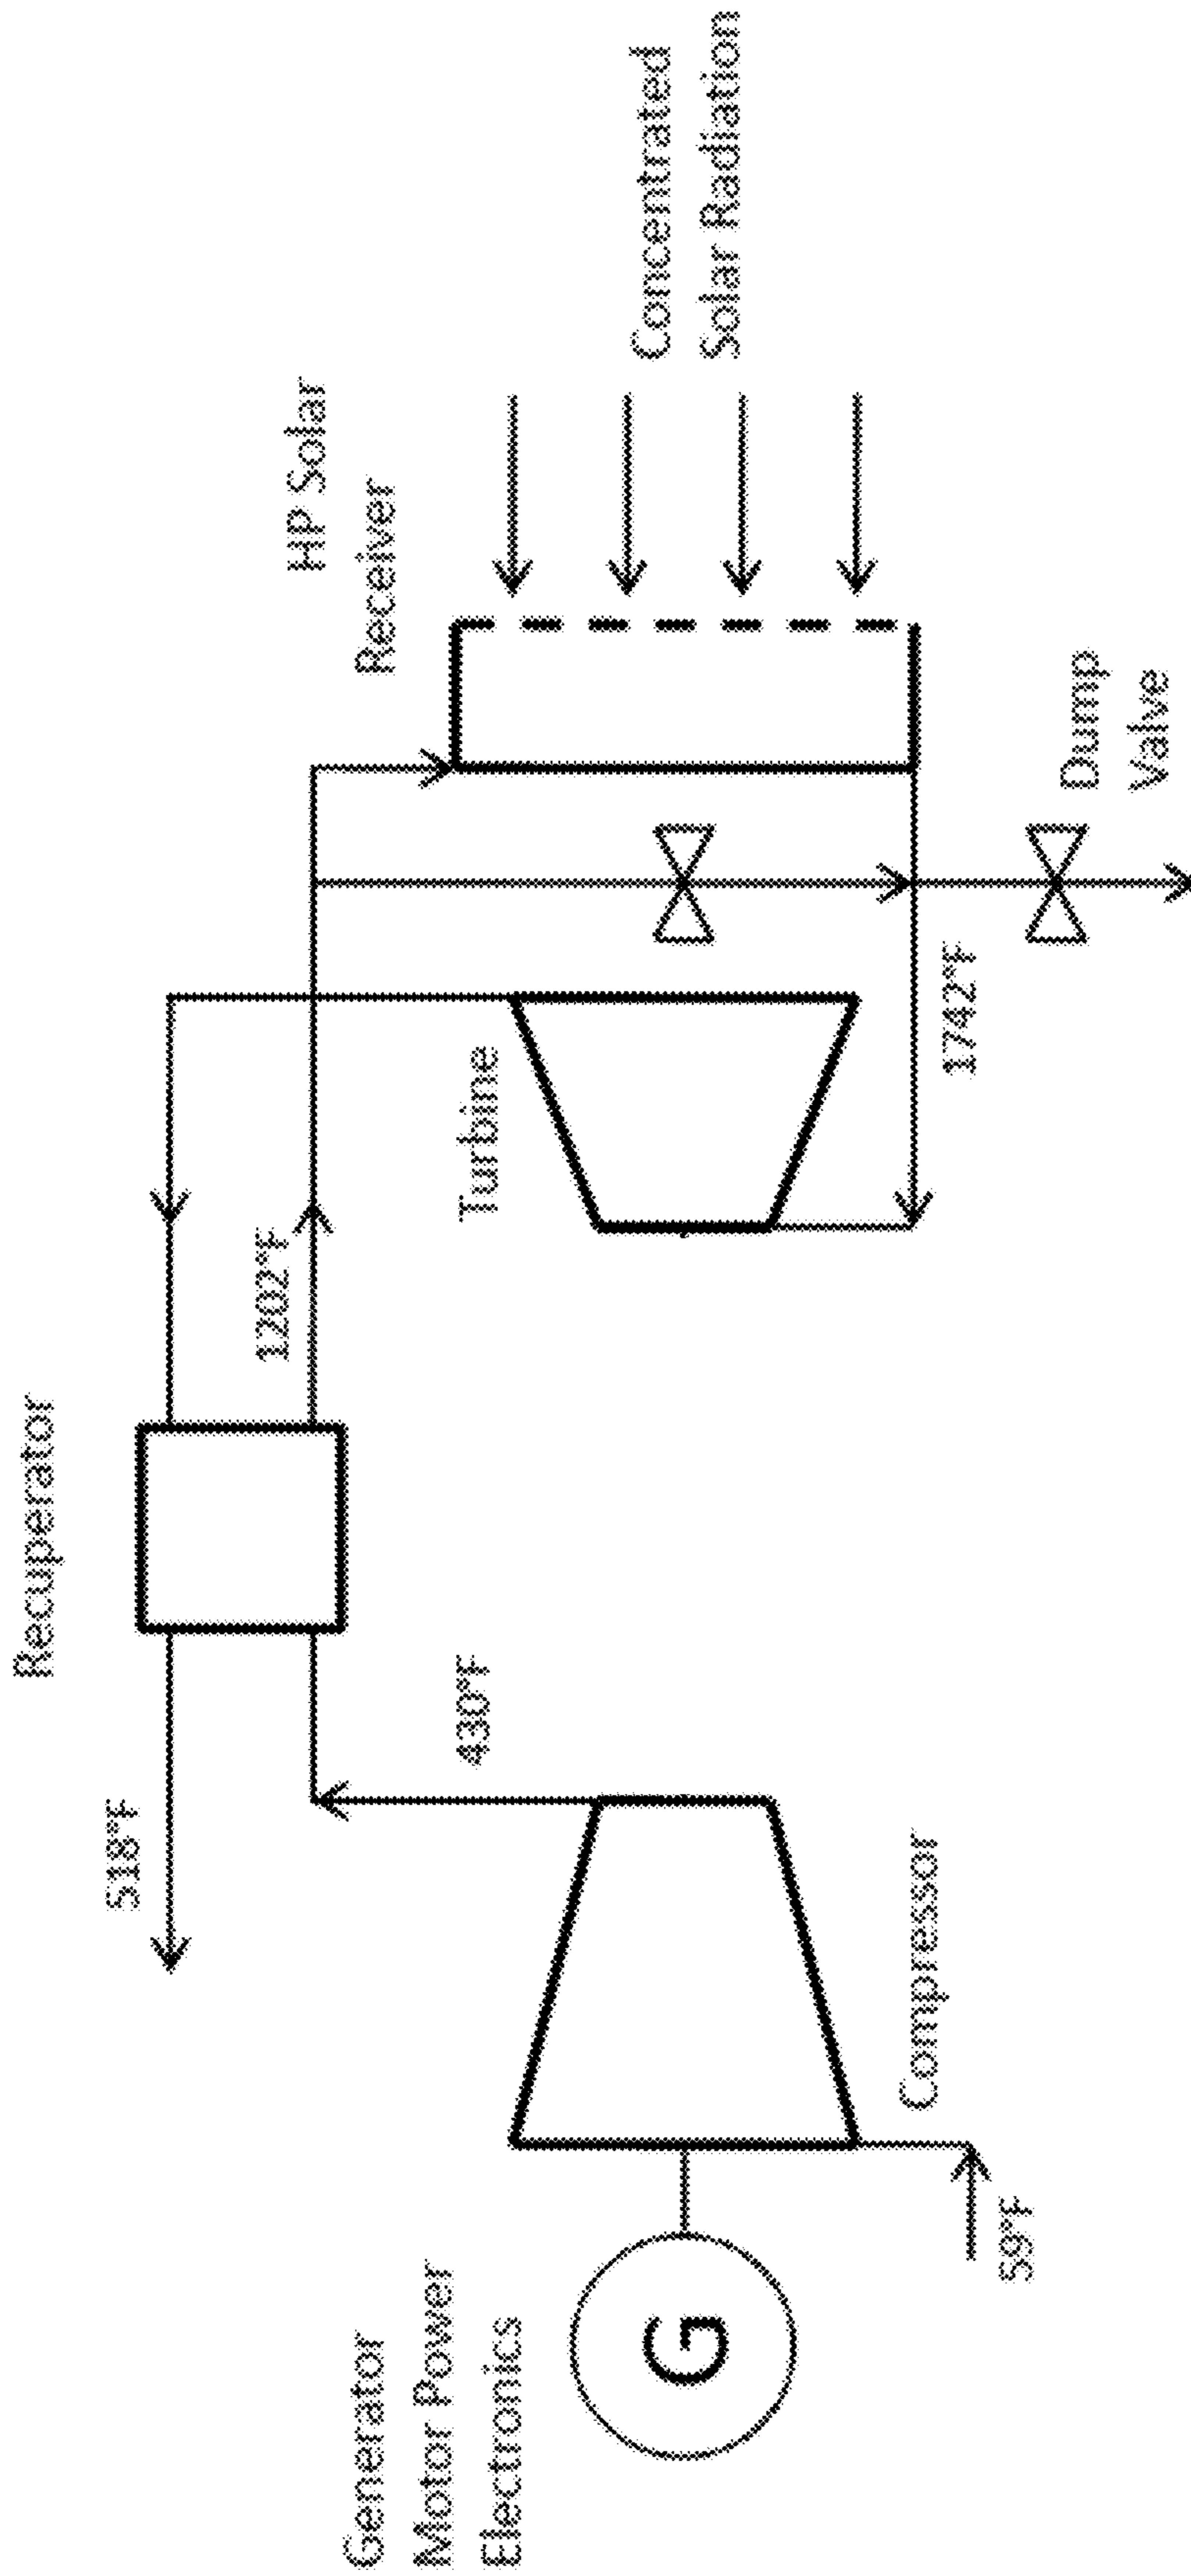 Recuperator
518°F
1202°F
HP Solar
Receiver
Generator
Motor Power
Electronics
430°F
Turbine
Concentrated
Solar Radiation
G
Compressor
59°F
1742°F
Dump
Valve